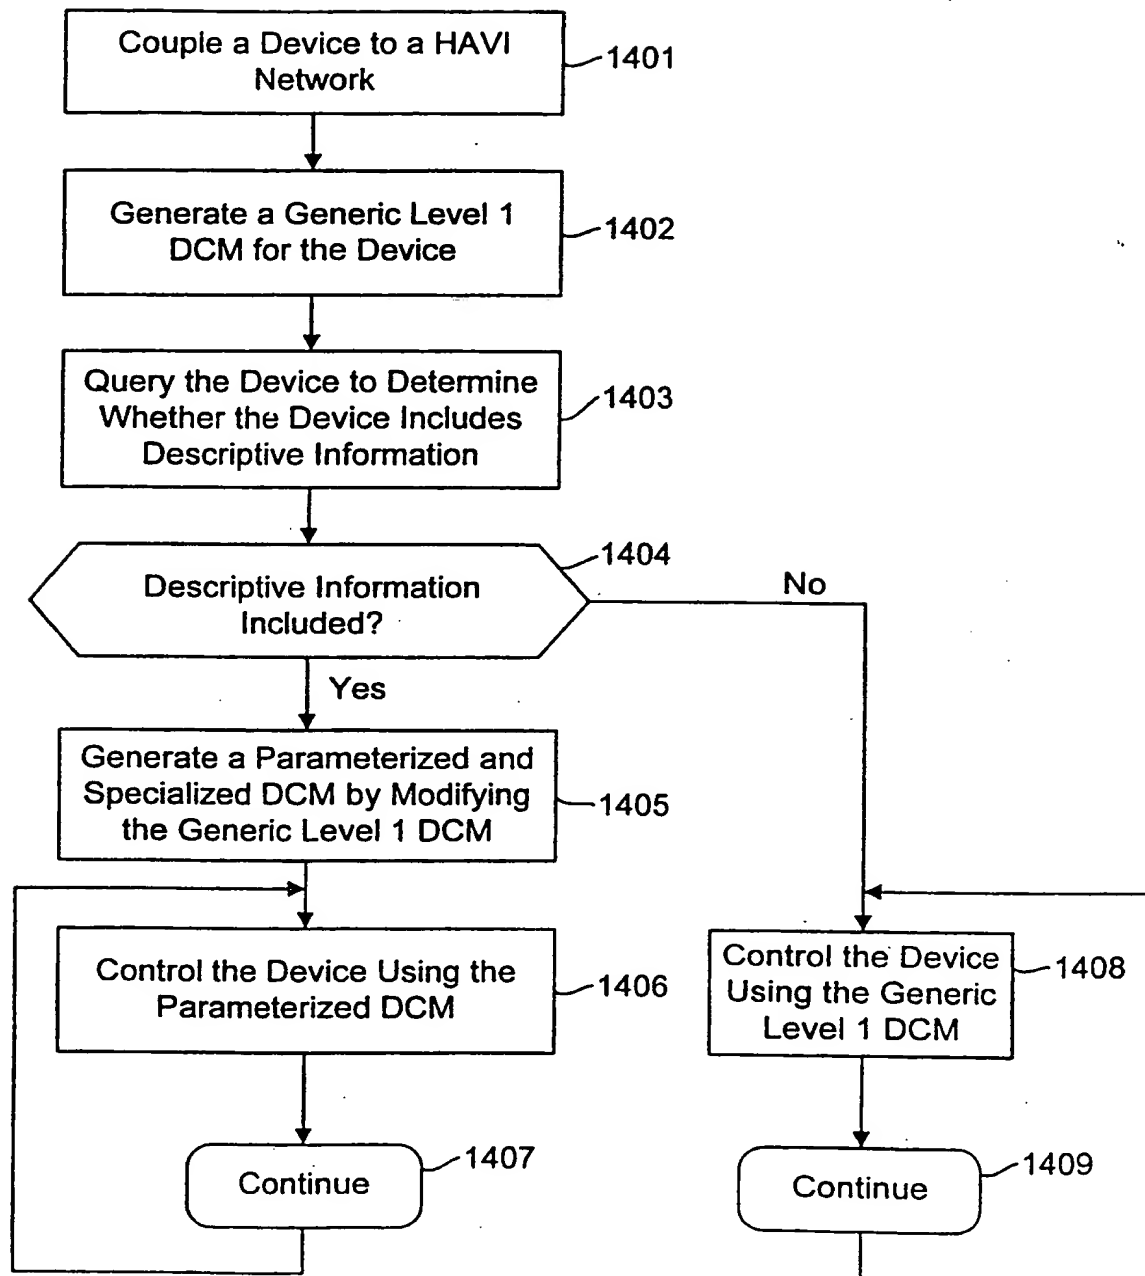 Couple a Device to a HAVI
Network
1401
Generate a Generic Level 1
DCM for the Device
1402
Query the Device to Determine
Whether the Device Includes
Descriptive Information
1403
Descriptive Information
Included?
1404
No
Yes
Generate a Parameterized and
Specialized DCM by Modifying
the Generic Level 1 DCM
1405
Control the Device Using the
Parameterized DCM
1406
Control the Device
Using the Generic
Level 1 DCM
1408
Continue
1407
Continue
1409